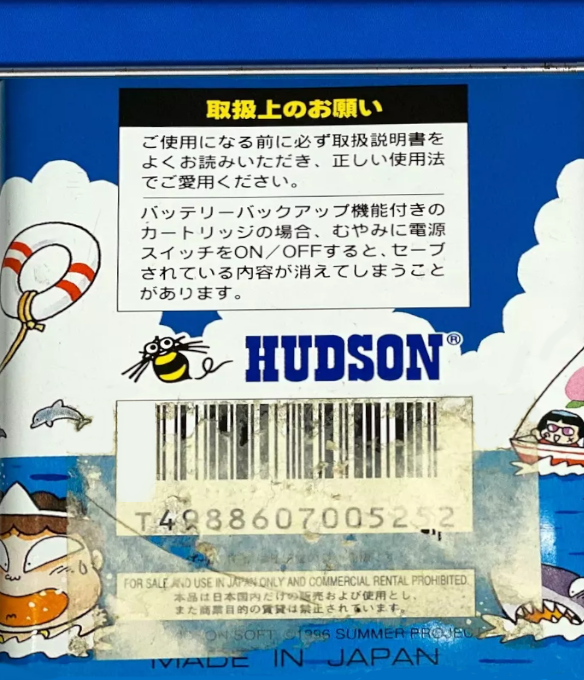 取扱上のお願い
ご使用になる前に必ず取扱説明書を
よくお読みいただき、正しい使用法
でご愛用ください。
バッテリーバックアップ機能付きの
カートリッジの場合、むやみに電源
スイッチをON／OFFすると、セーブ
されている内容が消えてしまうこと
があります。
HUDSON®
T4988607005252
FOR SALE AND USE IN JAPAN ONLY AND COMMERCIAL RENTAL PROHIBITED.
本品は日本国内だけの販売および使用とし、
また商業目的の賃貸は禁止されています。
SOFT ©1996 SUMMER PROJEC
MADE IN JAPAN